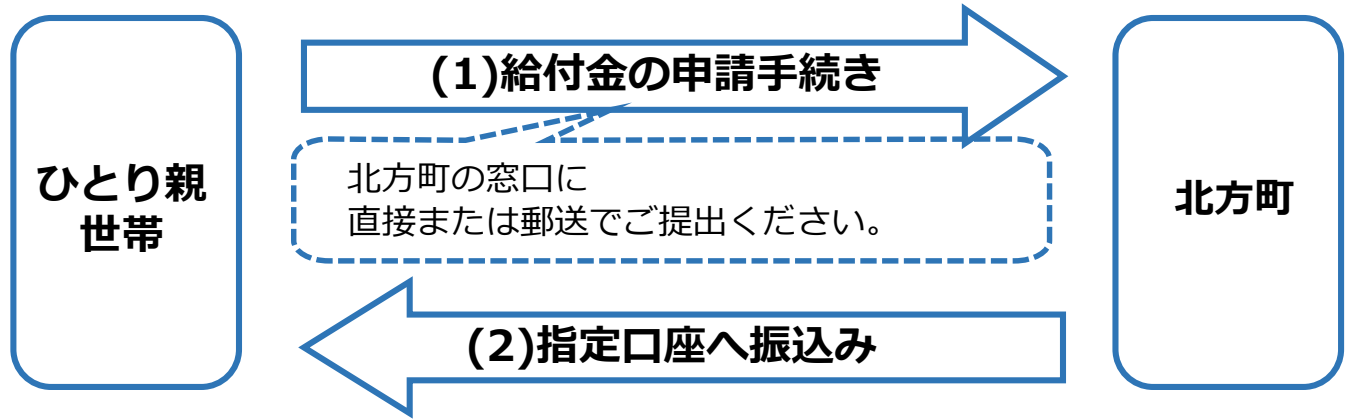 ひとり親
世帯
(1)給付金の申請手続き
北方町の窓口に
直接または郵送でご提出ください。
(2)指定口座へ振込み
北方町